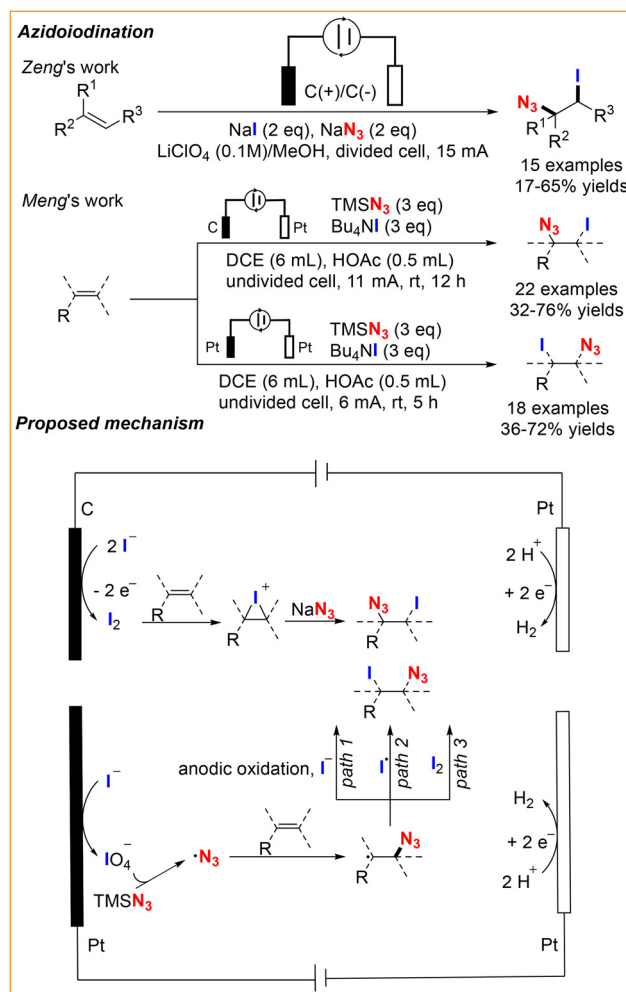 Azidoiodination
Zeng's work
R1
R2
R3
C(+)/C(-)
NaI (2 eq), NaN3 (2 eq)
LiClO4 (0.1M)/MeOH, divided cell, 15 mA
I
N3
R1
R2
R3
15 examples
17-65% yields
Meng's work
C
Pt
TMSN3 (3 eq)
Bu4NI (3 eq)
DCE (6 mL), HOAc (0.5 mL)
undivided cell, 11 mA, rt, 12 h
N3
I
R
22 examples
32-76% yields
R
Pt
Pt
TMSN3 (3 eq)
Bu4NI (3 eq)
DCE (6 mL), HOAc (0.5 mL)
undivided cell, 6 mA, rt, 5 h
I
N3
R
18 examples
36-72% yields
Proposed mechanism
C
Pt
2 I−
- 2 e−
I2
R
I+
R
NaN3
N3
I
R
2 H+
+ 2 e−
H2
I
N3
R
anodic oxidation, I−
path 1
I•
path 2
I2
path 3
I−
IO4−
TMSN3
•N3
R
N3
R
H2
+ 2 e−
2 H+
Pt
Pt